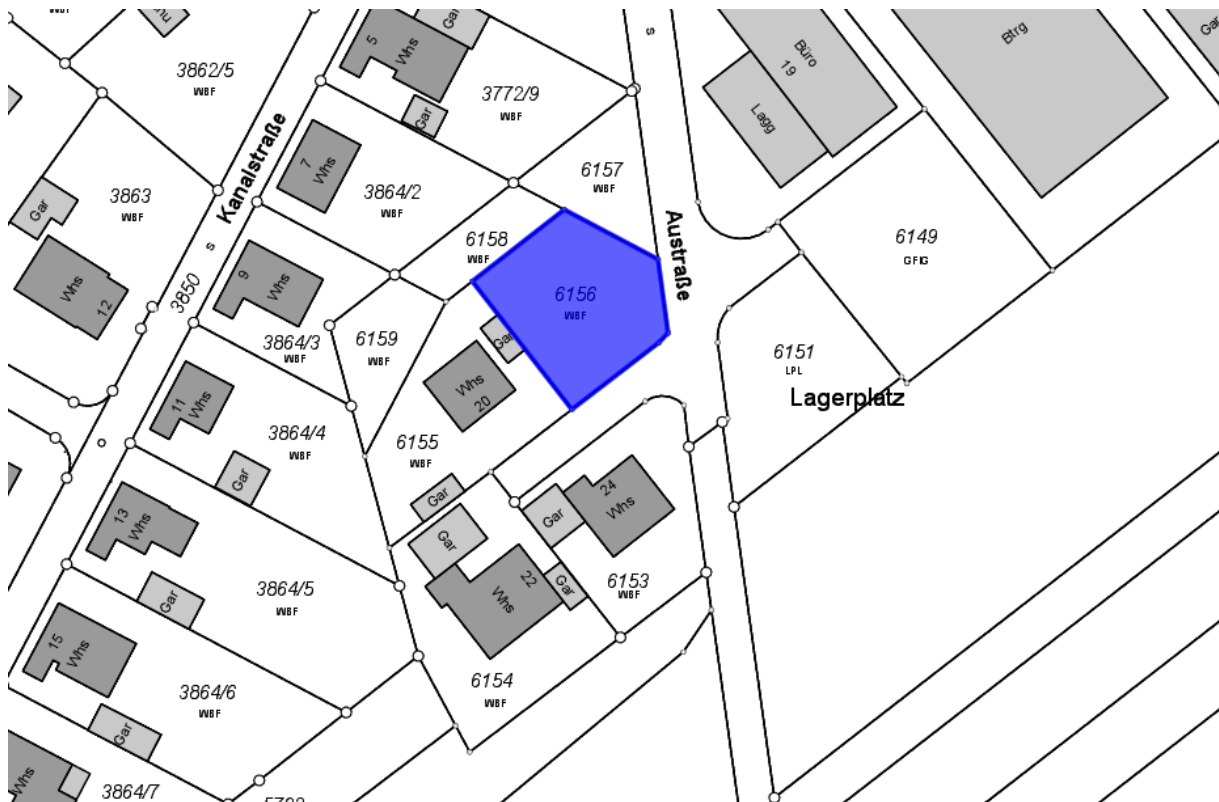 WBF
3862/5
WBF
5
Whs
Gar
Gar
3772/9
WBF
s
Büro
19
Lagg
Btrg
Gar
3863
WBF
Gar
Kanalstraße
s
3850
7
Whs
3864/2
WBF
6157
WBF
Austraße
6149
GFIG
Whs
12
9
Whs
3864/3
WBF
6158
WBF
6156
WBF
6159
WBF
Gar
Whs
20
6151
LPL
Lagerplatz
11
Whs
3864/4
WBF
Gar
6155
WBF
Gar
Gar
24
Whs
Gar
13
Whs
3864/5
WBF
Gar
22
Whs
Gar
6153
WBF
15
Whs
3864/6
WBF
Gar
6154
WBF
Whs
3864/7